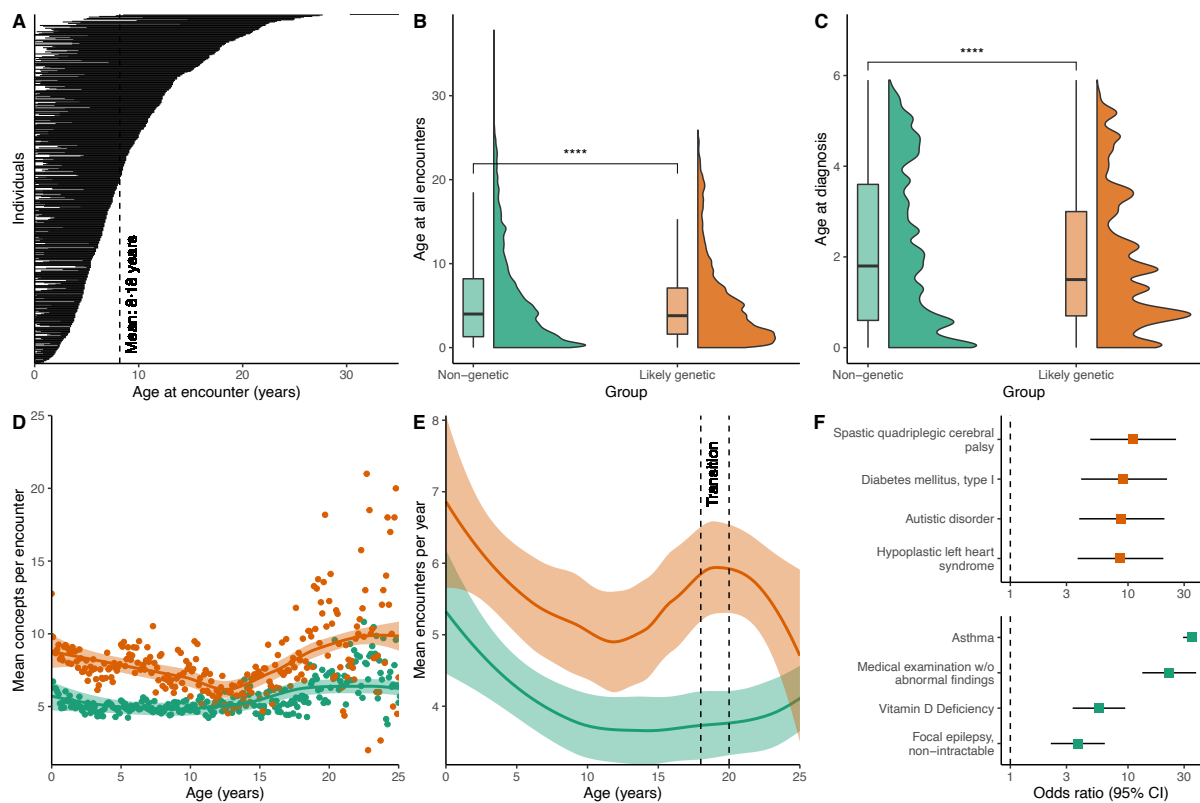 A
Individuals
Mean: 8·18 years
0
10
20
30
Age at encounter (years)
B
Age at all encounters
30
20
10
0
****
Non−genetic
Likely genetic
Group
C
Age at diagnosis
6
4
2
0
****
Non−genetic
Likely genetic
Group
D
Mean concepts per encounter
25
20
15
10
5
0
5
10
15
20
25
Age (years)
E
Mean encounters per year
8
7
6
5
4
Transition
0
5
10
15
20
25
Age (years)
F
Spastic quadriplegic cerebral
palsy
Diabetes mellitus, type I
Autistic disorder
Hypoplastic left heart
syndrome
1
3
10
30
Asthma
Medical examination w/o
abnormal findings
Vitamin D Deficiency
Focal epilepsy,
non−intractable
1
3
10
30
Odds ratio (95% CI)